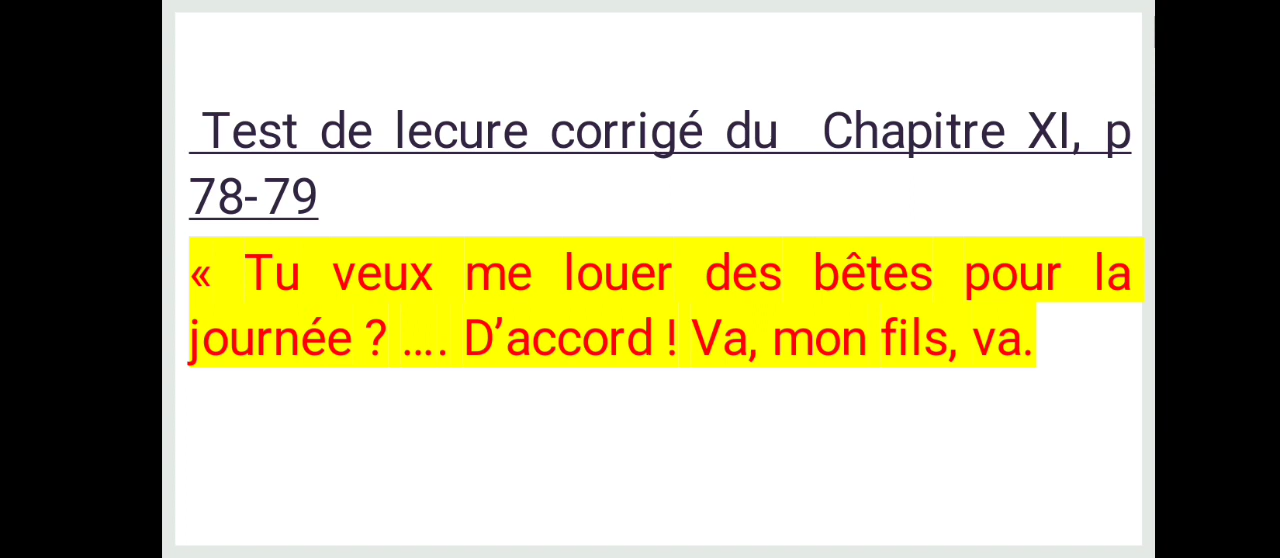 Test de lecure corrigé du Chapitre XI, p
78-79
« Tu veux me louer des bêtes pour la
journée ? …. D’accord ! Va, mon fils, va.